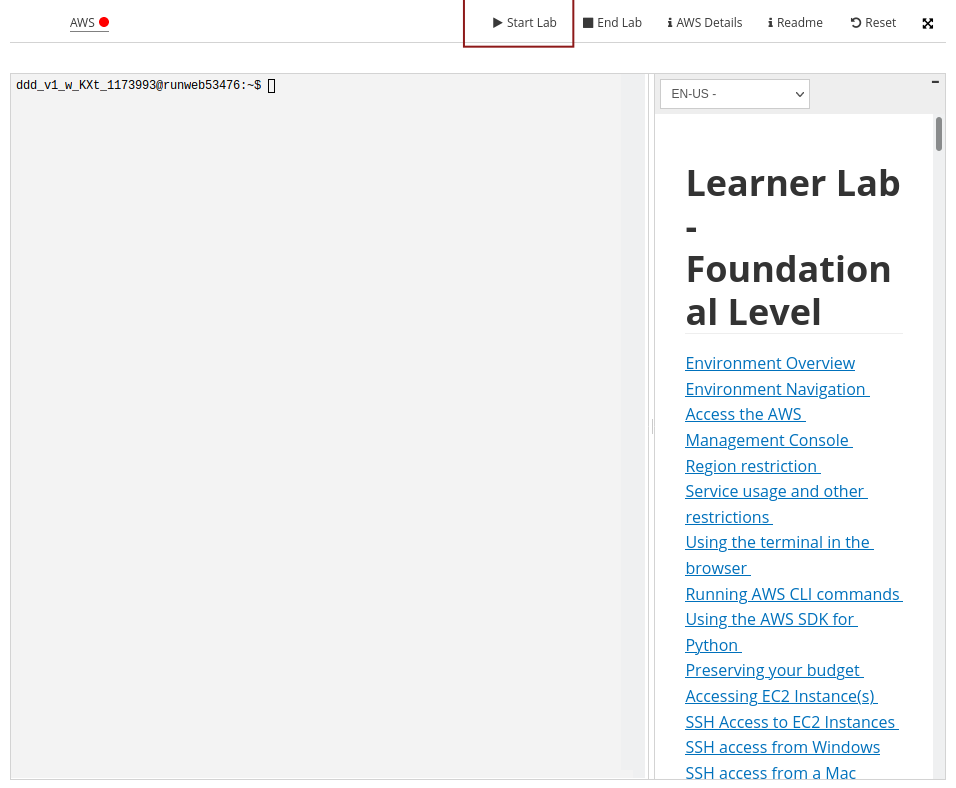 AWS Start Lab End Lab AWS Details Readme Reset
ddd_v1_w_KXt_1173993@runweb53476:~$
EN-US -
Learner Lab
-
Foundation
al Level
Environment Overview
Environment Navigation
Access the AWS
Management Console
Region restriction
Service usage and other
restrictions
Using the terminal in the
browser
Running AWS CLI commands
Using the AWS SDK for
Python
Preserving your budget
Accessing EC2 Instance(s)
SSH Access to EC2 Instances
SSH access from Windows
SSH access from a Mac